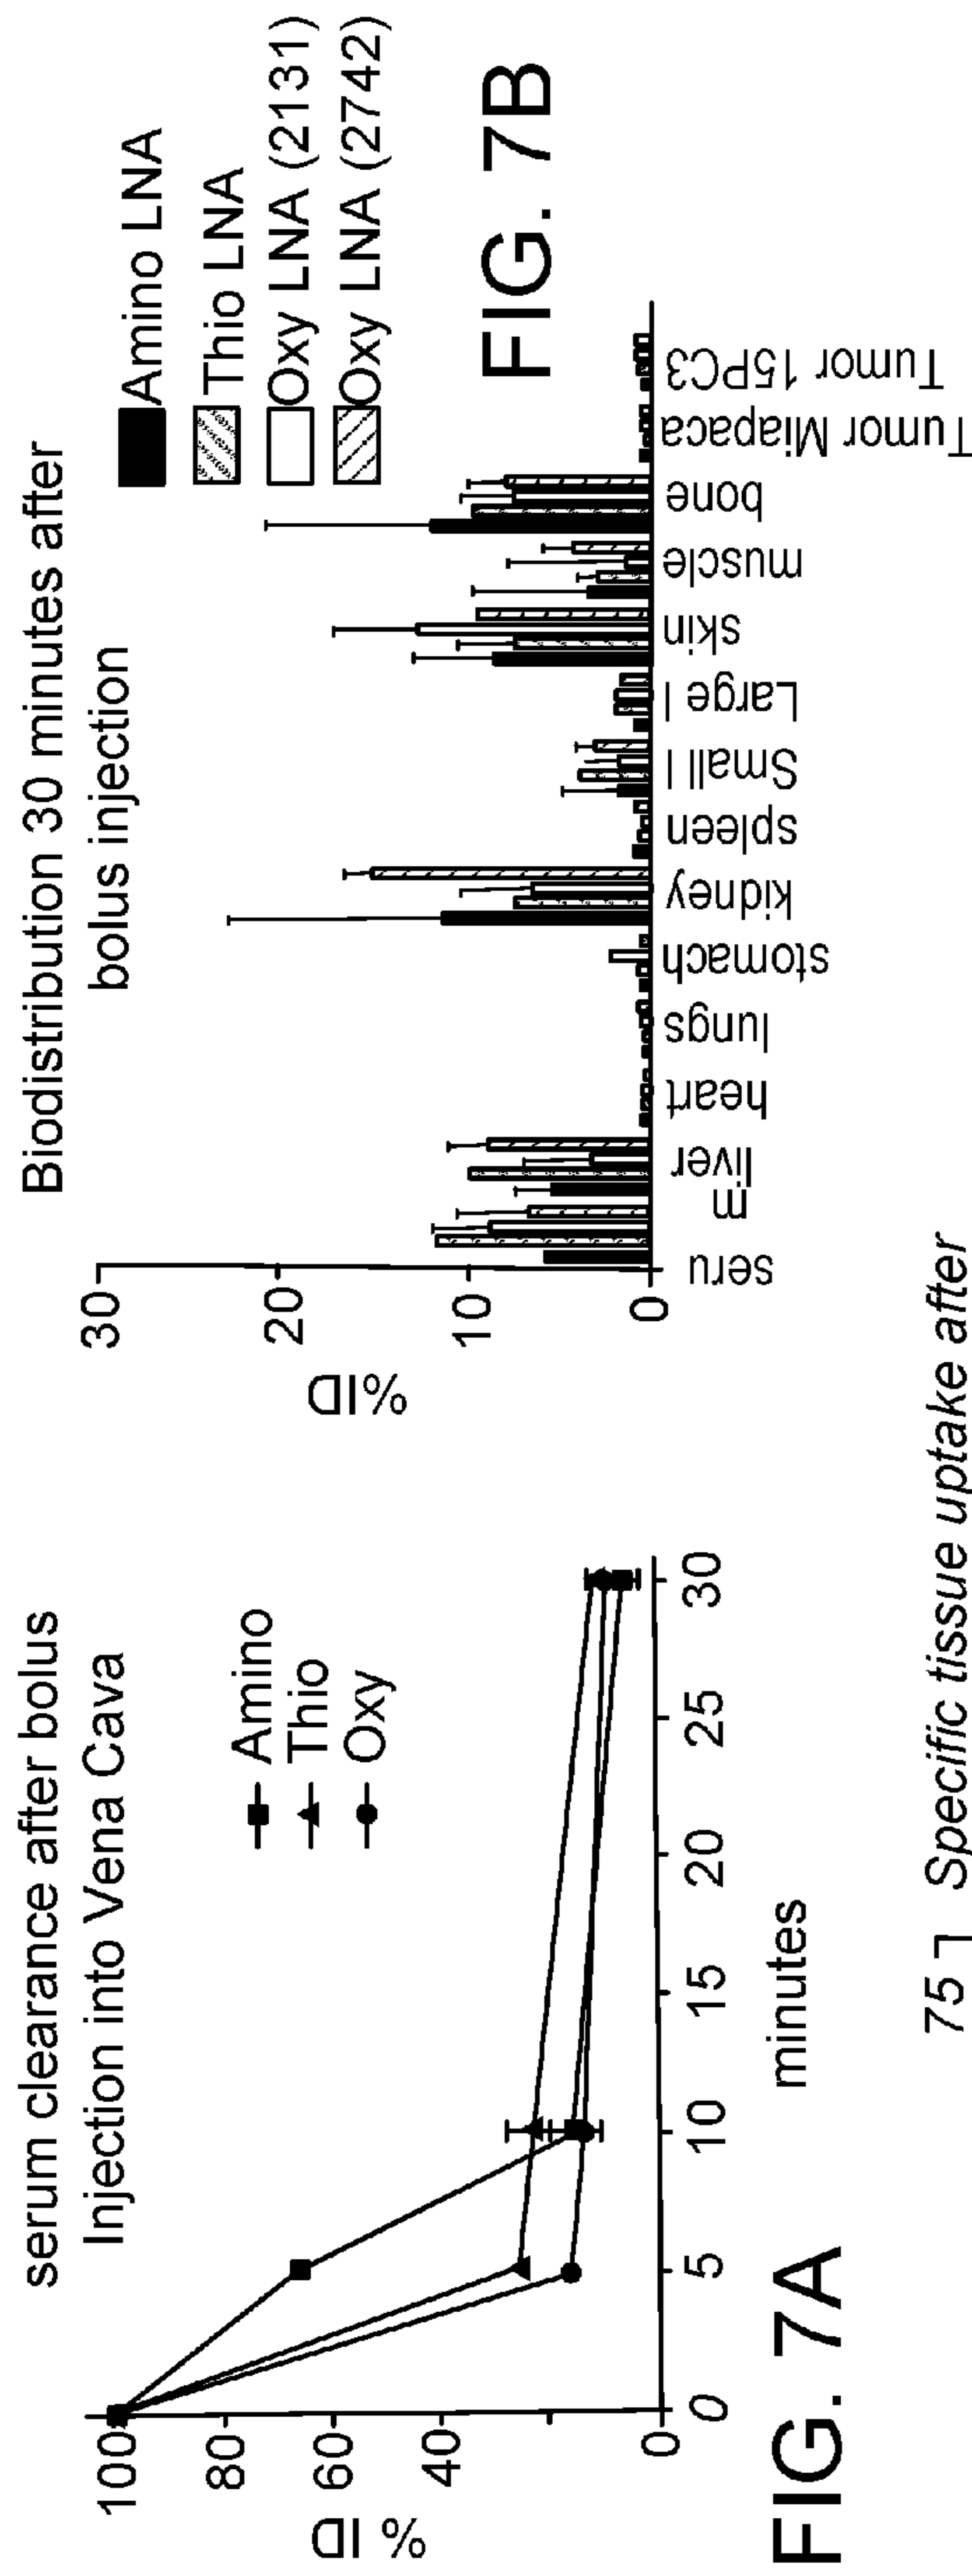 serum clearance after bolus
Injection into Vena Cava
Amino
Thio
Oxy
% ID
100
80
60
40
0
0
5
10
15
20
25
30
minutes
FIG. 7A
Biodistribution 30 minutes after
bolus injection
Amino LNA
Thio LNA
Oxy LNA (2131)
Oxy LNA (2742)
%ID
30
20
10
0
seru
m
liver
heart
lungs
stomach
kidney
spleen
Small I
Large I
skin
muscle
bone
Tumor Miapaca
Tumor 15PC3
FIG. 7B
75
Specific tissue uptake after